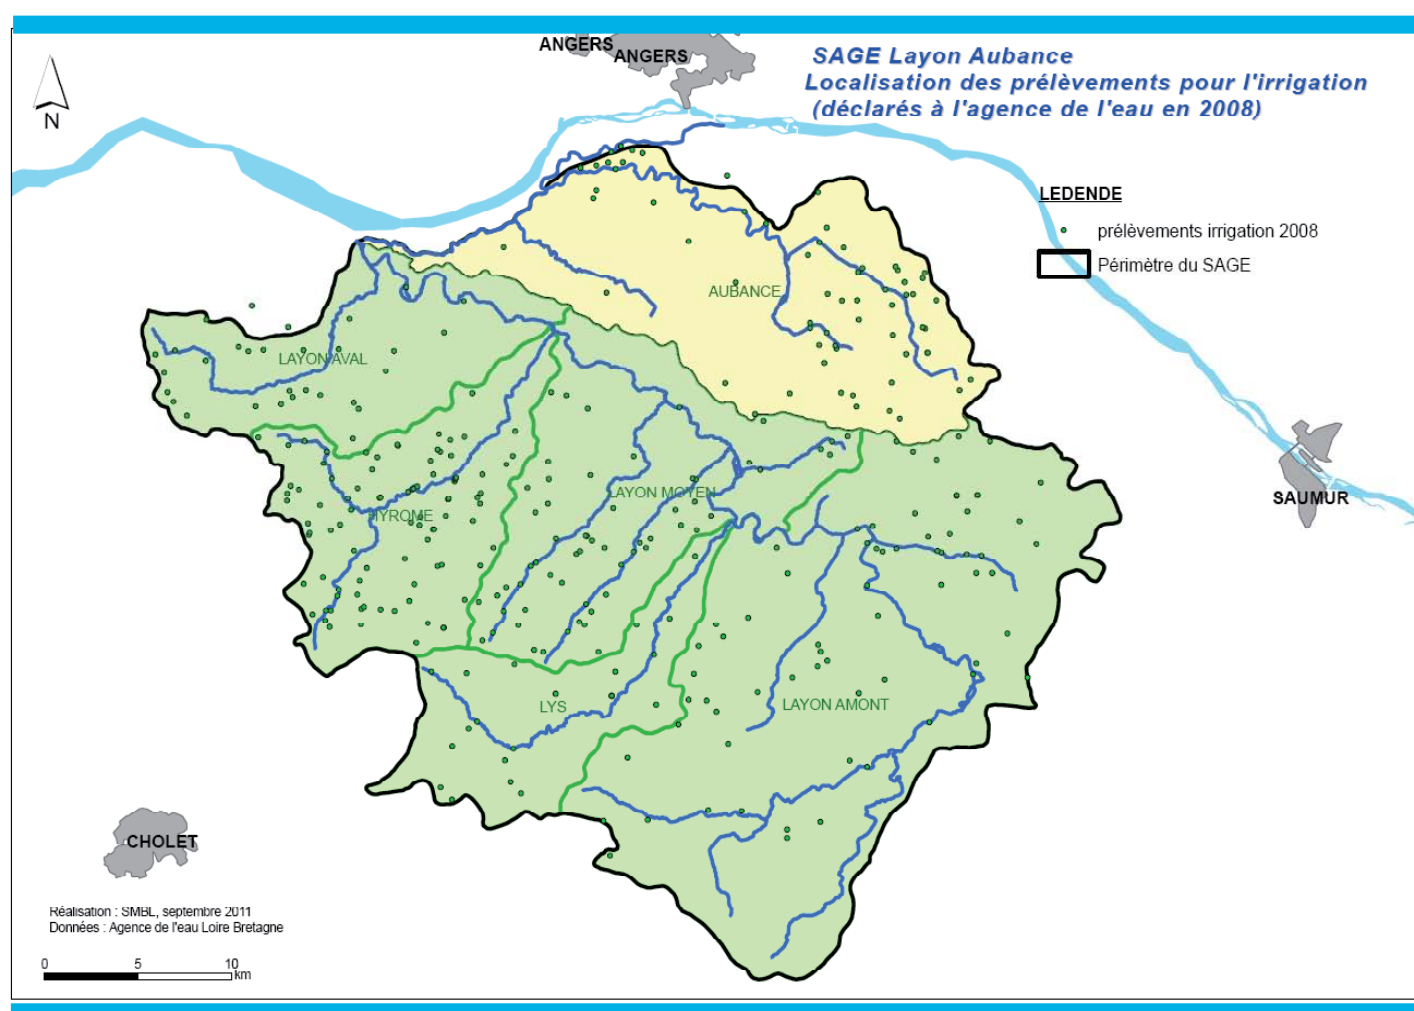 ANGERS
ANGERS
SAGE Layon Aubance
Localisation des prélèvements pour l'irrigation
(déclarés à l'agence de l'eau en 2008)
N
LEDENDE
prélèvements irrigation 2008
Périmètre du SAGE
AUBANCE
LAYON AVAL
LAYON MOYEN
HYROME
SAUMUR
LYS
LAYON AMONT
CHOLET
Réalisation : SMBL, septembre 2011
Données : Agence de l'eau Loire Bretagne
0 5 10
km